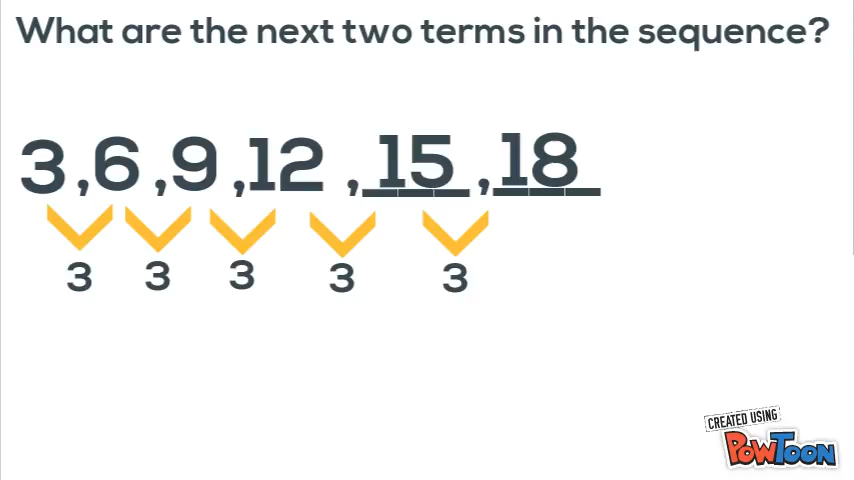 What are the next two terms in the sequence?
3,6,9,12,15,18
3 3 3 3 3
CREATED USING
POWTOON